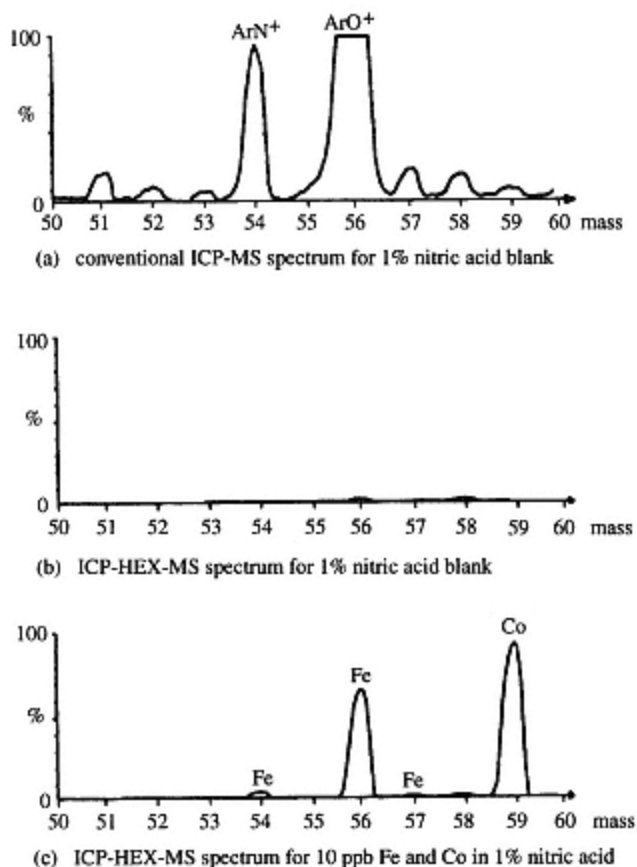 ArN+ ArO+
100
%
0
50 51 52 53 54 55 56 57 58 59 60 mass
(a) conventional ICP-MS spectrum for 1% nitric acid blank
100
%
0
50 51 52 53 54 55 56 57 58 59 60 mass
(b) ICP-HEX-MS spectrum for 1% nitric acid blank
100
Co
Fe
%
Fe Fe
0
50 51 52 53 54 55 56 57 58 59 60 mass
(c) ICP-HEX-MS spectrum for 10 ppb Fe and Co in 1% nitric acid